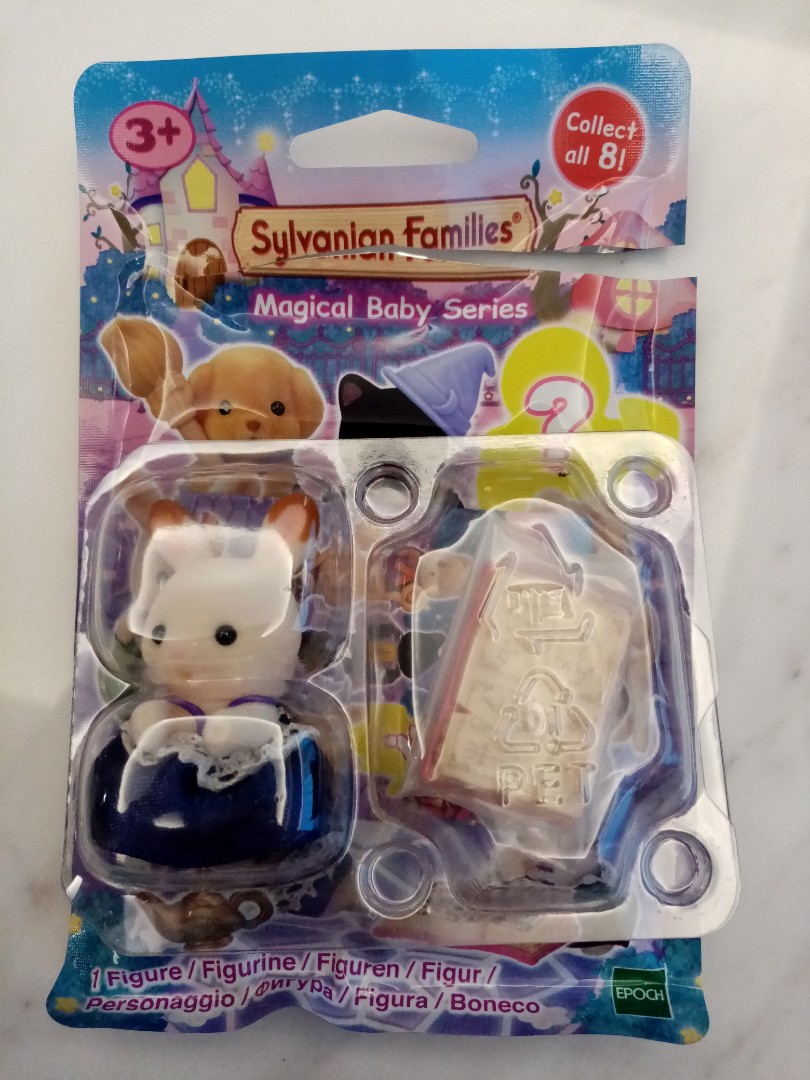 3+
Collect
all 8!
Sylvanian Families®
Magical Baby Series
?
PET
1 Figure / Figurine / Figuren / Figur /
Personaggio / Фигура / Figura / Boneco
EPOCH